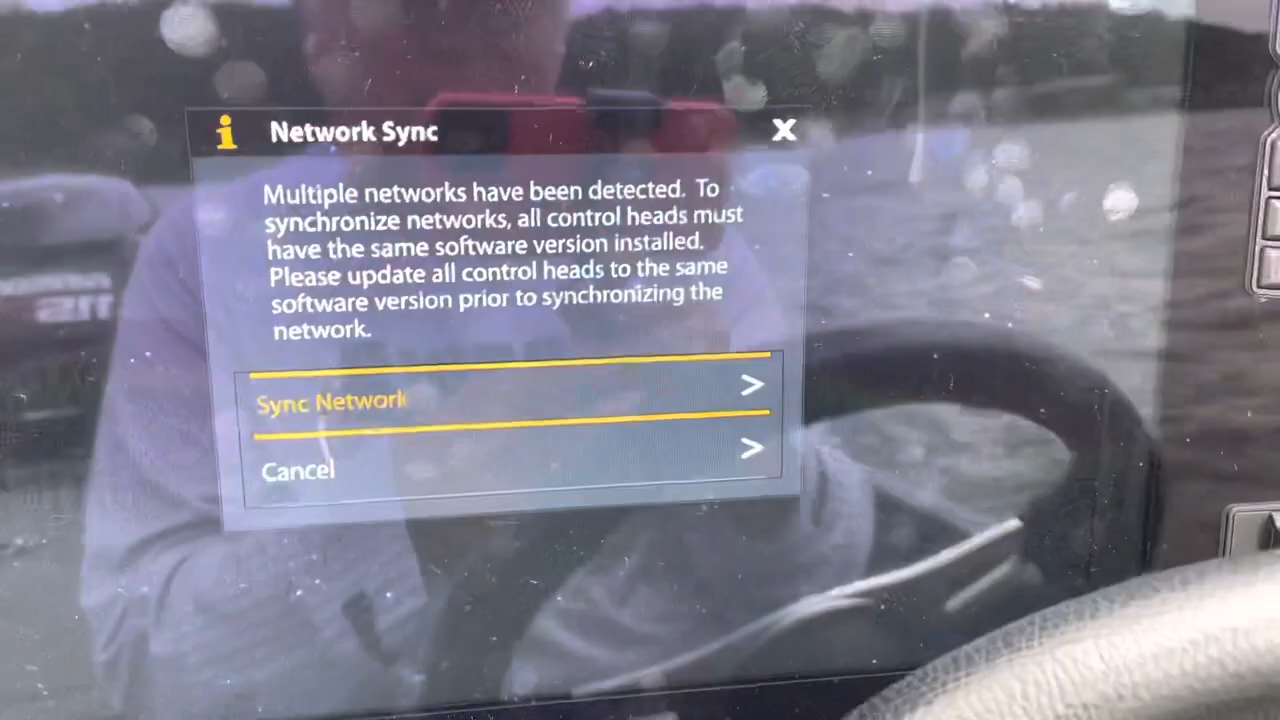 Network Sync
X
Multiple networks have been detected. To
synchronize networks, all control heads must
have the same software version installed.
Please update all control heads to the same
software version prior to synchronizing the
network.
Sync Network >
Cancel >